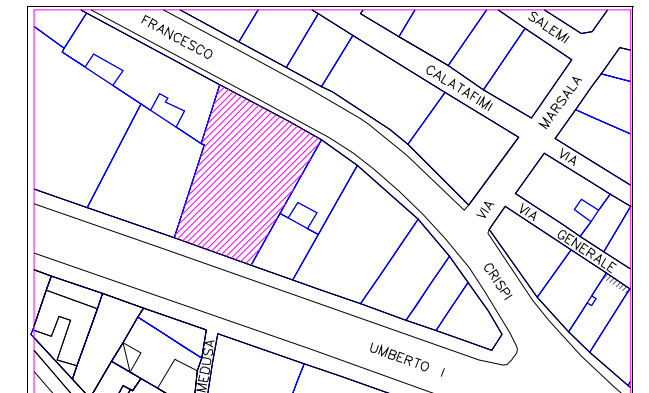 SALEMI
FRANCESCO
CALATAFIMI
MARSALA
VIA
VIA
VIA
GENERALE
CRISPI
UMBERTO I
MEDUSA